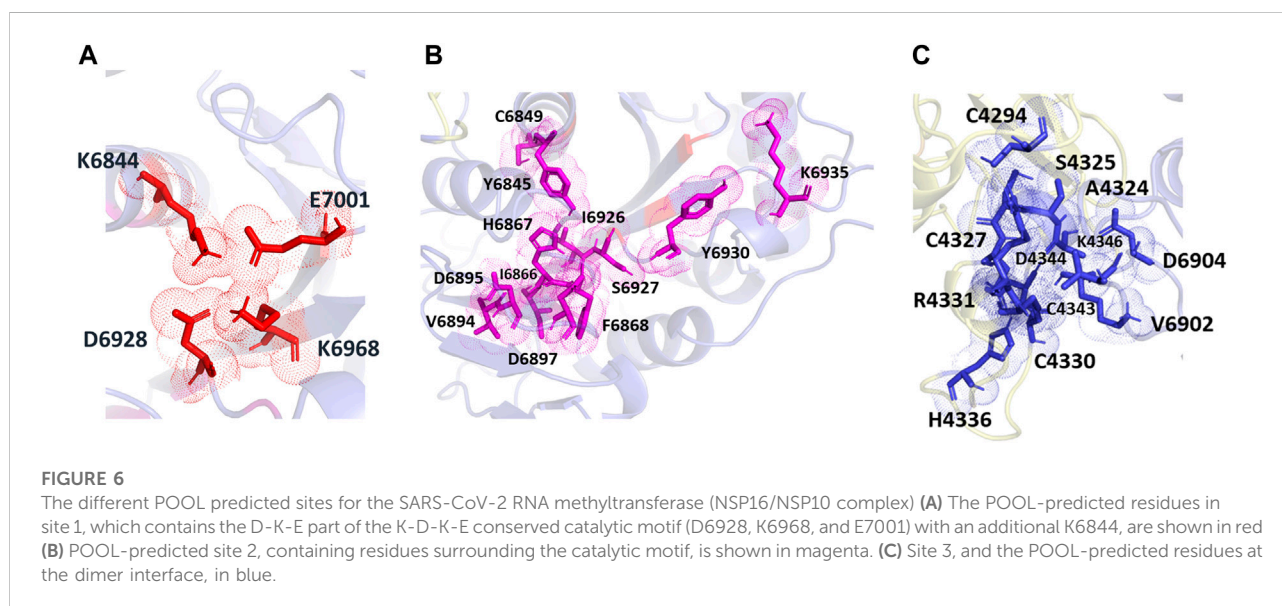 A
B
C
K6844
E7001
D6928
K6968
C6849
Y6845
H6867
I6926
K6935
Y6930
D6895
I6866
S6927
V6894
F6868
D6897
C4294
S4325
A4324
C4327
K4346
D4344
D6904
R4331
C4343
V6902
C4330
H4336
FIGURE 6
The different POOL predicted sites for the SARS-CoV-2 RNA methyltransferase (NSP16/NSP10 complex) (A) The POOL-predicted residues in
site 1, which contains the D-K-E part of the K-D-K-E conserved catalytic motif (D6928, K6968, and E7001) with an additional K6844, are shown in red
(B) POOL-predicted site 2, containing residues surrounding the catalytic motif, is shown in magenta. (C) Site 3, and the POOL-predicted residues at
the dimer interface, in blue.